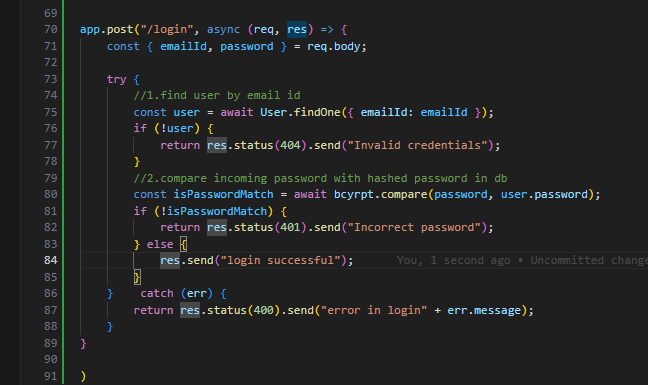 69
70 app.post("/login", async (req, res) => {
71 const { emailId, password } = req.body;
72
73 try {
74 //1.find user by email id
75 const user = await User.findOne({ emailId: emailId });
76 if (!user) {
77 return res.status(404).send("Invalid credentials");
78 }
79 //2.compare incoming password with hashed password in db
80 const isPasswordMatch = await bcyrpt.compare(password, user.password);
81 if (!isPasswordMatch) {
82 return res.status(401).send("Incorrect password");
83 } else {
84 res.send("login successful"); You, 1 second ago • Uncommitted change
85 }
86 } catch (err) {
87 return res.status(400).send("error in login" + err.message);
88 }
89 }
90
91 )